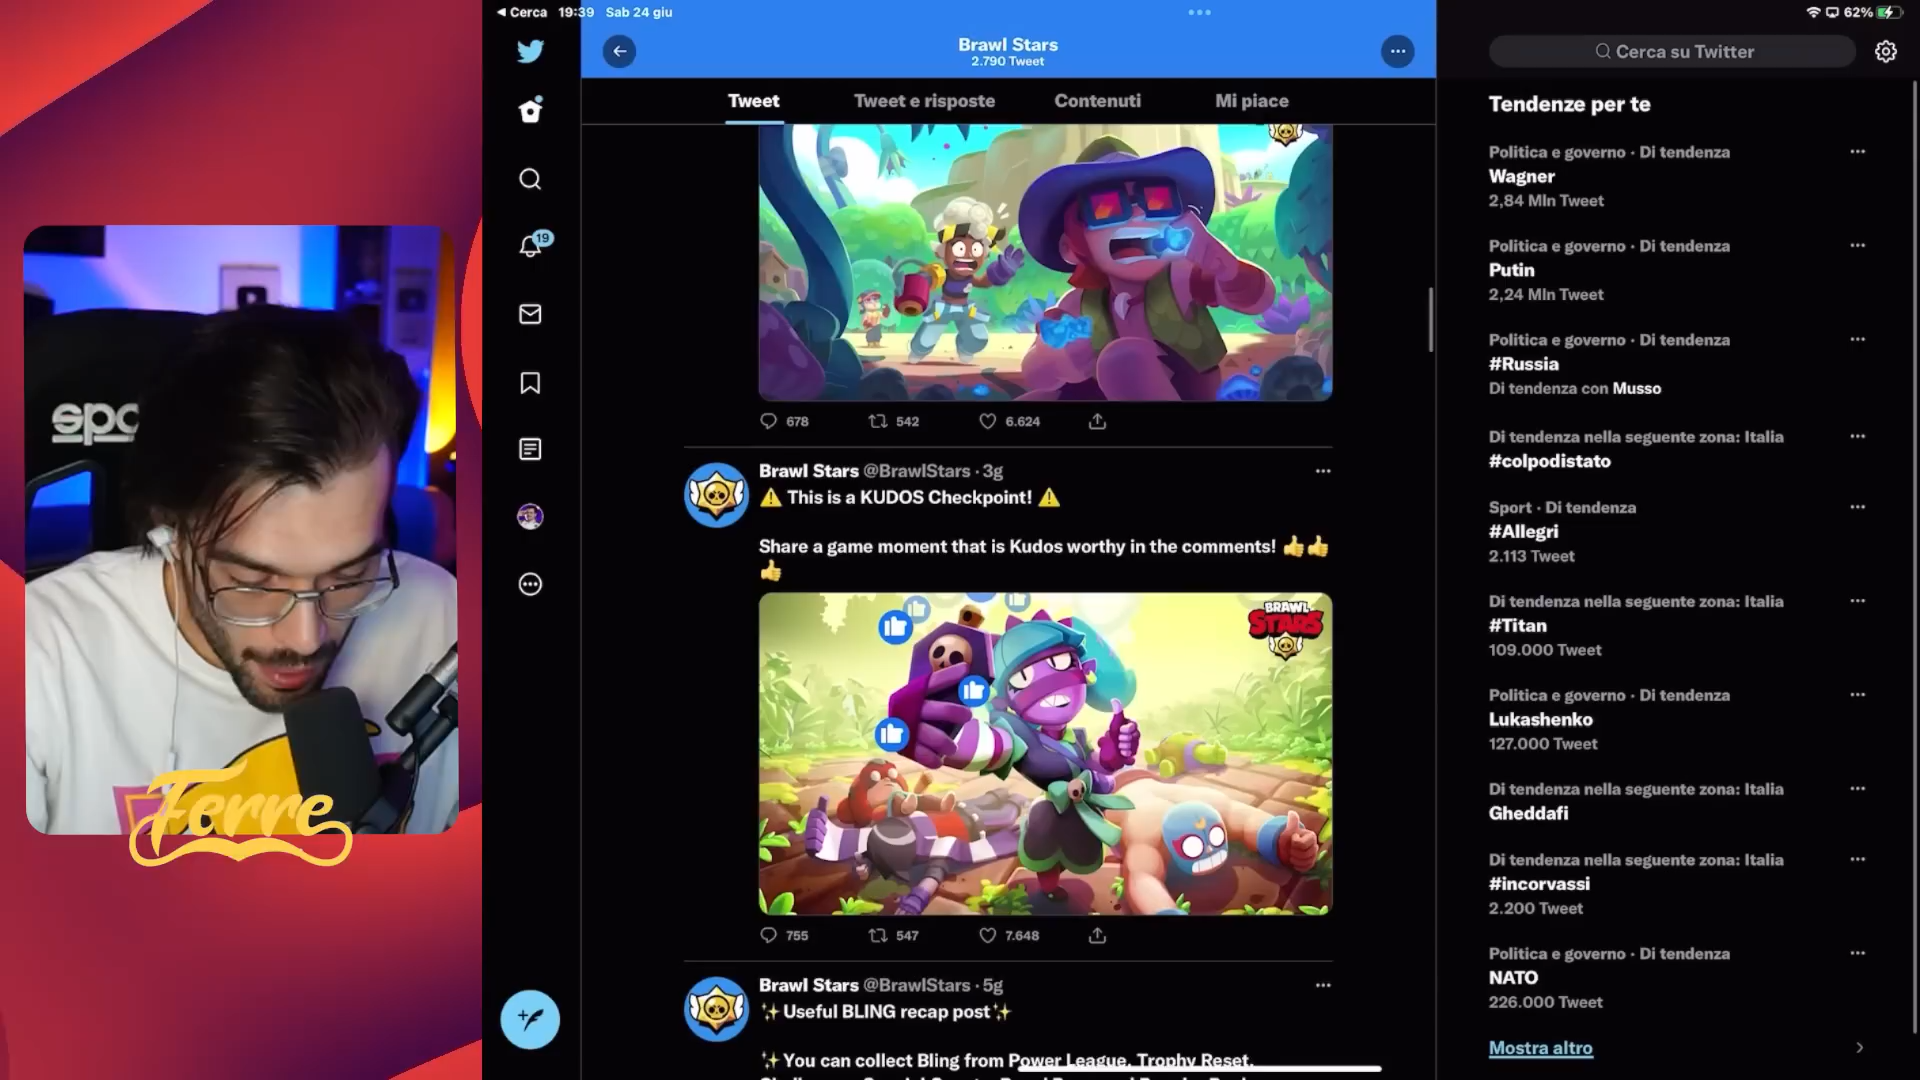 Cerca 19:39 Sab 24 giu
62%
Brawl Stars
2.790 Tweet
Cerca su Twitter
Tweet
Tweet e risposte
Contenuti
Mi piace
19
678
542
6.624
Brawl Stars @BrawlStars · 3g
⚠️ This is a KUDOS Checkpoint! ⚠️
Share a game moment that is Kudos worthy in the comments! 👍👍
👍
BRAWL
STARS
755
547
7.648
Brawl Stars @BrawlStars · 5g
✨Useful BLING recap post✨
✨You can collect Bling from Power League, Trophy Reset,
Tendenze per te
Politica e governo · Di tendenza
Wagner
2,84 Mln Tweet
Politica e governo · Di tendenza
Putin
2,24 Mln Tweet
Politica e governo · Di tendenza
#Russia
Di tendenza con Musso
Di tendenza nella seguente zona: Italia
#colpodistato
Sport · Di tendenza
#Allegri
2.113 Tweet
Di tendenza nella seguente zona: Italia
#Titan
109.000 Tweet
Politica e governo · Di tendenza
Lukashenko
127.000 Tweet
Di tendenza nella seguente zona: Italia
Gheddafi
Di tendenza nella seguente zona: Italia
#incorvassi
2.200 Tweet
Politica e governo · Di tendenza
NATO
226.000 Tweet
Mostra altro
Ferre